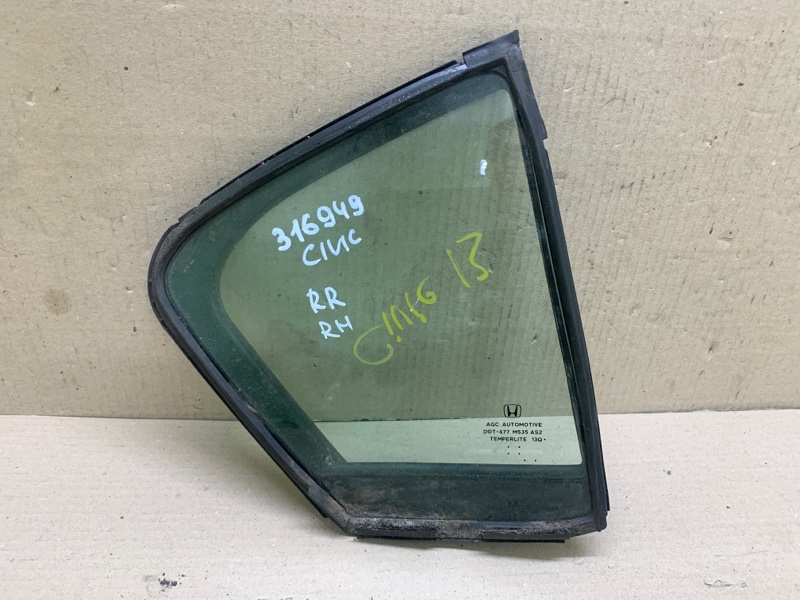 316949
CIVIC
RR
RH
Civic 13
AGC AUTOMOTIVE
DOT-477 M535 AS2
TEMPERLITE 13Q